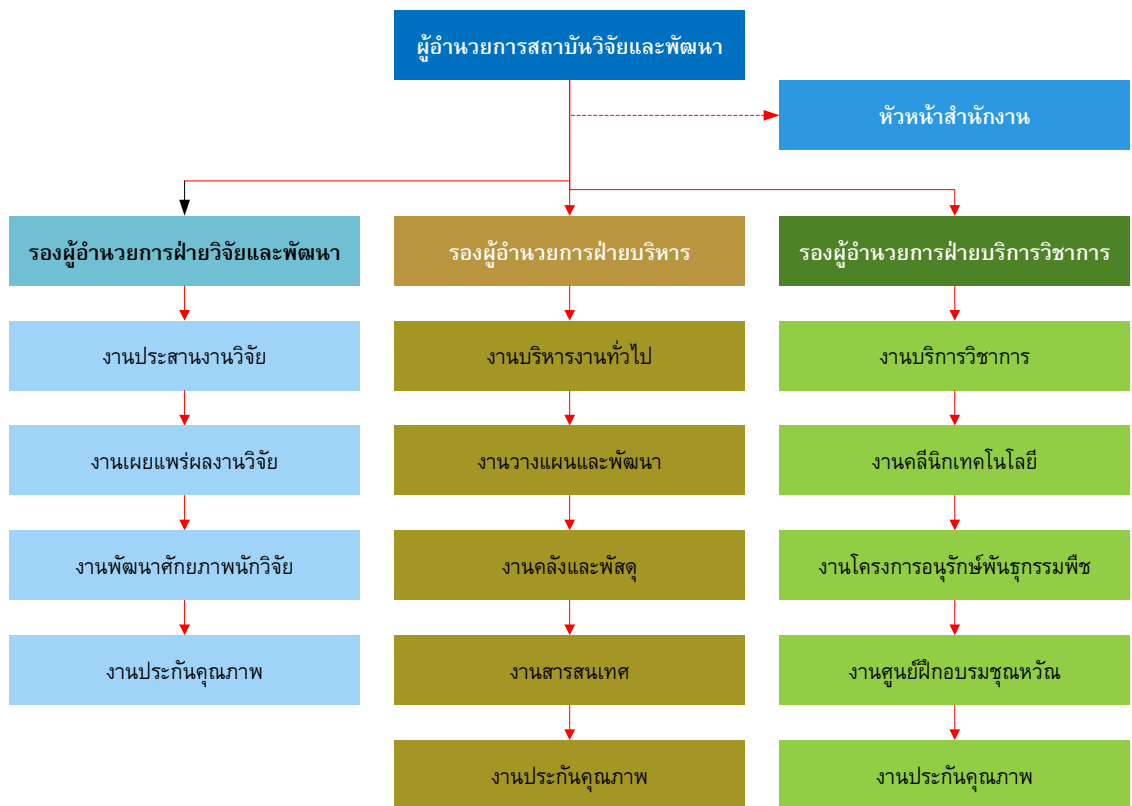 ผู้อำนวยการสถาบันวิจัยและพัฒนา
หัวหน้าสำนักงาน
รองผู้อำนวยการฝ่ายวิจัยและพัฒนา
รองผู้อำนวยการฝ่ายบริหาร
รองผู้อำนวยการฝ่ายบริการวิชาการ
งานประสานงานวิจัย
งานบริหารงานทั่วไป
งานบริการวิชาการ
งานเผยแพร่ผลงานวิจัย
งานวางแผนและพัฒนา
งานคลีนิกเทคโนโลยี
งานพัฒนาศักยภาพนักวิจัย
งานคลังและพัสดุ
งานโครงการอนุรักษ์พันธุกรรมพืช
งานประกันคุณภาพ
งานสารสนเทศ
งานศูนย์ฝึกอบรมชุณหวัณ
งานประกันคุณภาพ
งานประกันคุณภาพ